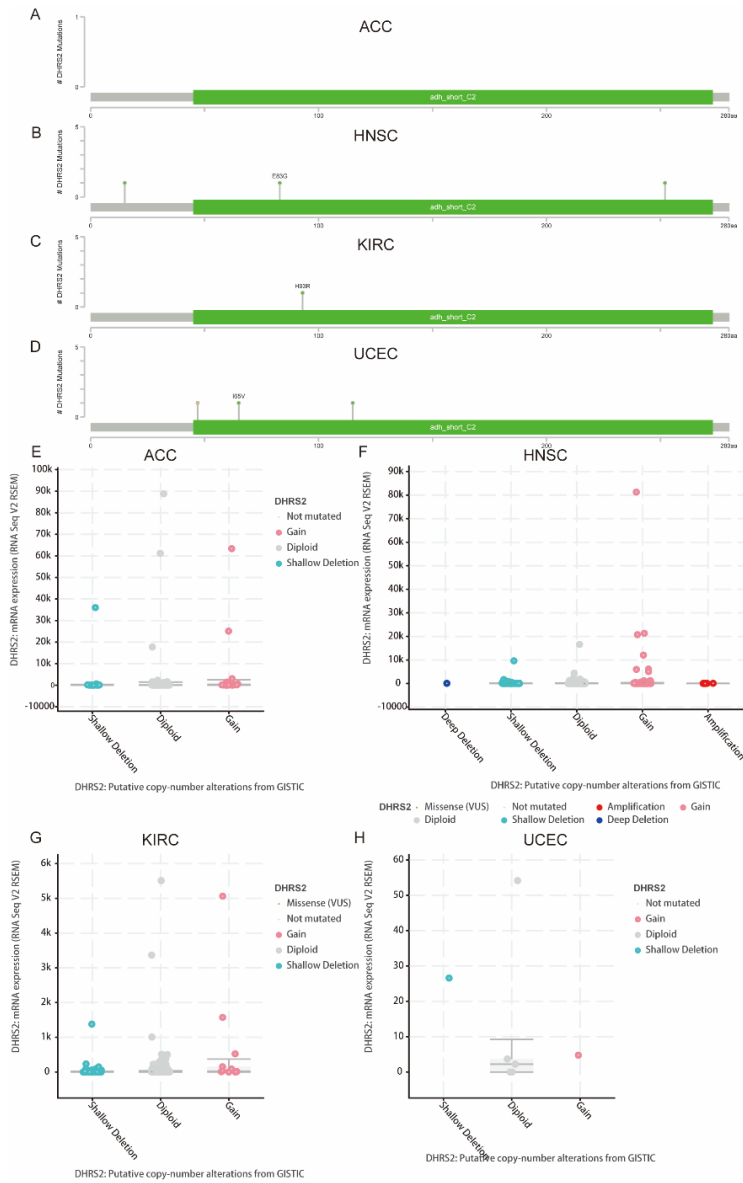 A
ACC
# DHRS2 Mutations
1
0
adh_short_C2
0
100
200
280aa
B
HNSC
# DHRS2 Mutations
5
0
E83G
adh_short_C2
0
100
200
280aa
C
KIRC
# DHRS2 Mutations
5
0
H93R
adh_short_C2
0
100
200
280aa
D
UCEC
# DHRS2 Mutations
5
0
I65V
adh_short_C2
0
100
200
280aa
E
ACC
DHRS2: mRNA expression (RNA Seq V2 RSEM)
100k
90k
80k
70k
60k
50k
40k
30k
20k
10k
0
-10000
Shallow Deletion
Diploid
Gain
DHRS2: Putative copy-number alterations from GISTIC
DHRS2
Not mutated
Gain
Diploid
Shallow Deletion
F
HNSC
DHRS2: mRNA expression (RNA Seq V2 RSEM)
90k
80k
70k
60k
50k
40k
30k
20k
10k
0
-10000
Deep Deletion
Shallow Deletion
Diploid
Gain
Amplification
DHRS2: Putative copy-number alterations from GISTIC
DHRS2 Missense (VUS) Not mutated Amplification Gain
Diploid Shallow Deletion Deep Deletion
G
KIRC
DHRS2: mRNA expression (RNA Seq V2 RSEM)
6k
5k
4k
3k
2k
1k
0
Shallow Deletion
Diploid
Gain
DHRS2: Putative copy-number alterations from GISTIC
DHRS2
Missense (VUS)
Not mutated
Gain
Diploid
Shallow Deletion
H
UCEC
DHRS2: mRNA expression (RNA Seq V2 RSEM)
60
50
40
30
20
10
0
Shallow Deletion
Diploid
Gain
DHRS2: Putative copy-number alterations from GISTIC
DHRS2
Not mutated
Gain
Diploid
Shallow Deletion